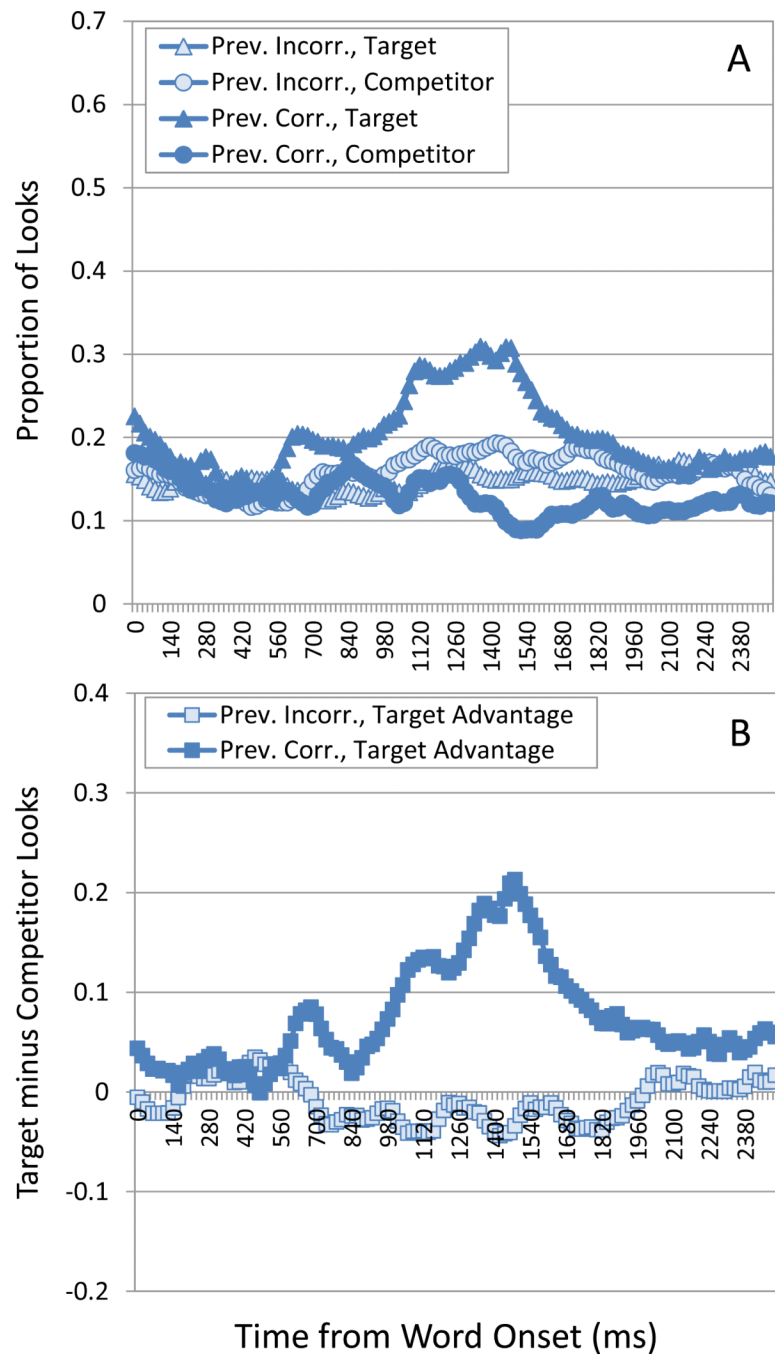 A
Prev. Incorr., Target
Prev. Incorr., Competitor
Prev. Corr., Target
Prev. Corr., Competitor
Proportion of Looks
0.7
0.6
0.5
0.4
0.3
0.2
0.1
0
0 140 280 420 560 700 840 980 1120 1260 1400 1540 1680 1820 1960 2100 2240 2380
B
Prev. Incorr., Target Advantage
Prev. Corr., Target Advantage
Target minus Competitor Looks
0.4
0.3
0.2
0.1
0
-0.1
-0.2
0 140 280 420 560 700 840 980 1120 1260 1400 1540 1680 1820 1960 2100 2240 2380
Time from Word Onset (ms)